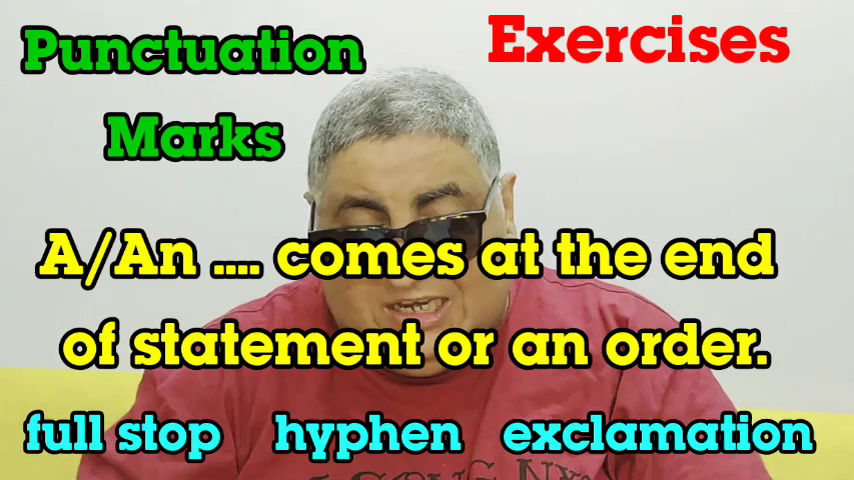 Punctuation
Marks
Exercises
A/An .... comes at the end
of statement or an order.
full stop hyphen exclamation